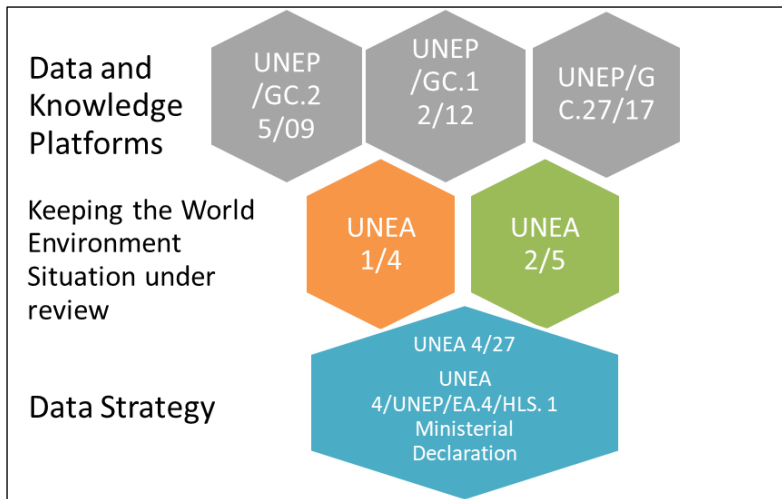 Data and
Knowledge
Platforms
UNEP
/GC.2
5/09
UNEP
/GC.1
2/12
UNEP/G
C.27/17
Keeping the World
Environment
Situation under
review
UNEA
1/4
UNEA
2/5
Data Strategy
UNEA 4/27
UNEA
4/UNEP/EA.4/HLS. 1
Ministerial
Declaration